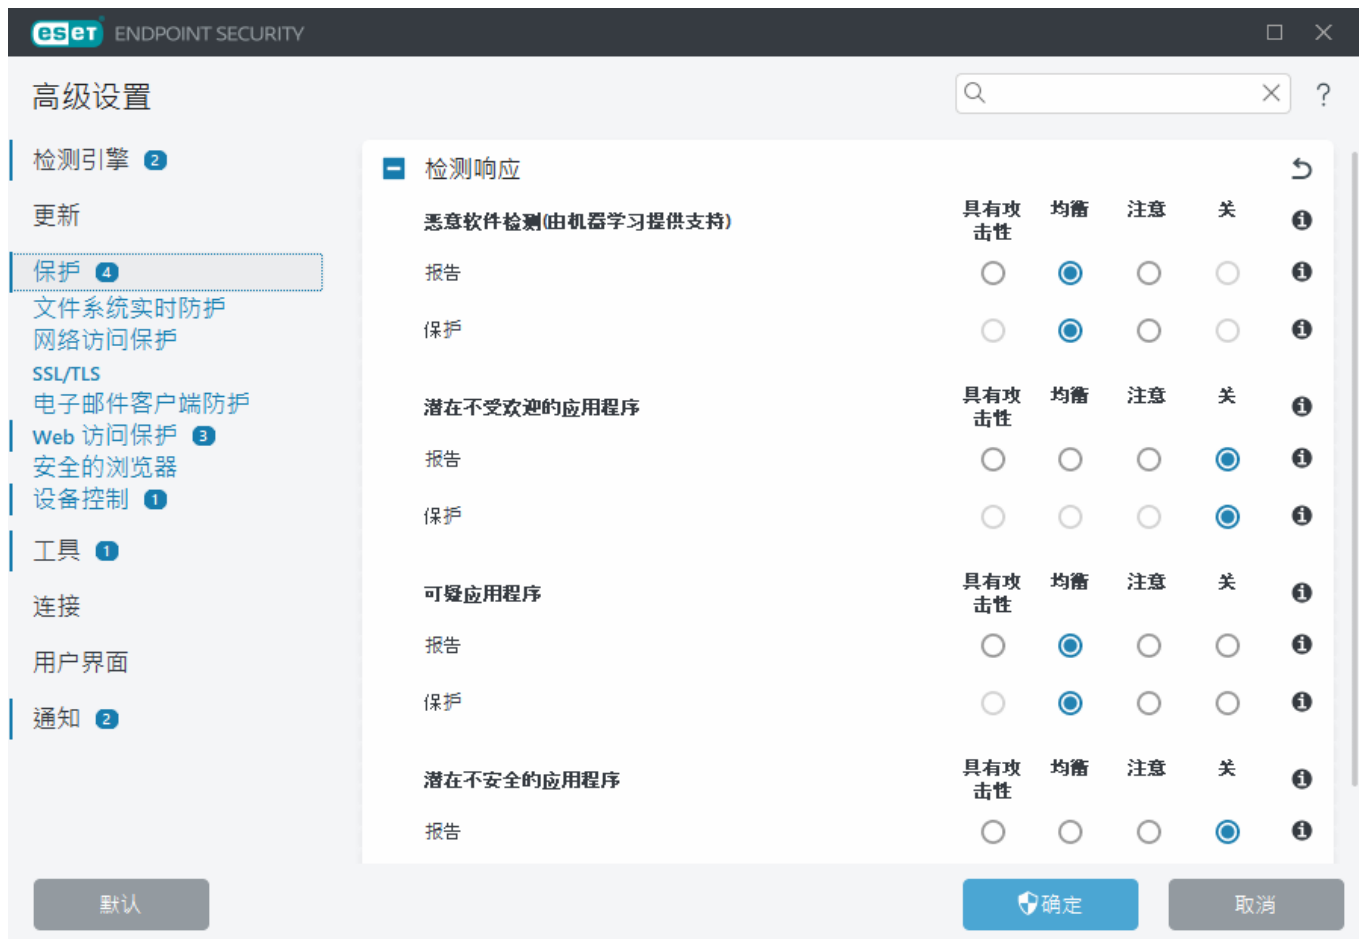 eset ENDPOINT SECURITY
高级设置
?
检测引擎 2
更新
保护 4
文件系统实时防护
网络访问保护
SSL/TLS
电子邮件客户端防护
Web 访问保护 3
安全的浏览器
设备控制 1
工具 1
连接
用户界面
通知 2
检测响应
恶意软件检测(由机器学习提供支持) 具有攻击性 均衡 注意 关
报告
保护
潜在不受欢迎的应用程序 具有攻击性 均衡 注意 关
报告
保护
可疑应用程序 具有攻击性 均衡 注意 关
报告
保护
潜在不安全的应用程序 具有攻击性 均衡 注意 关
报告
默认
确定
取消